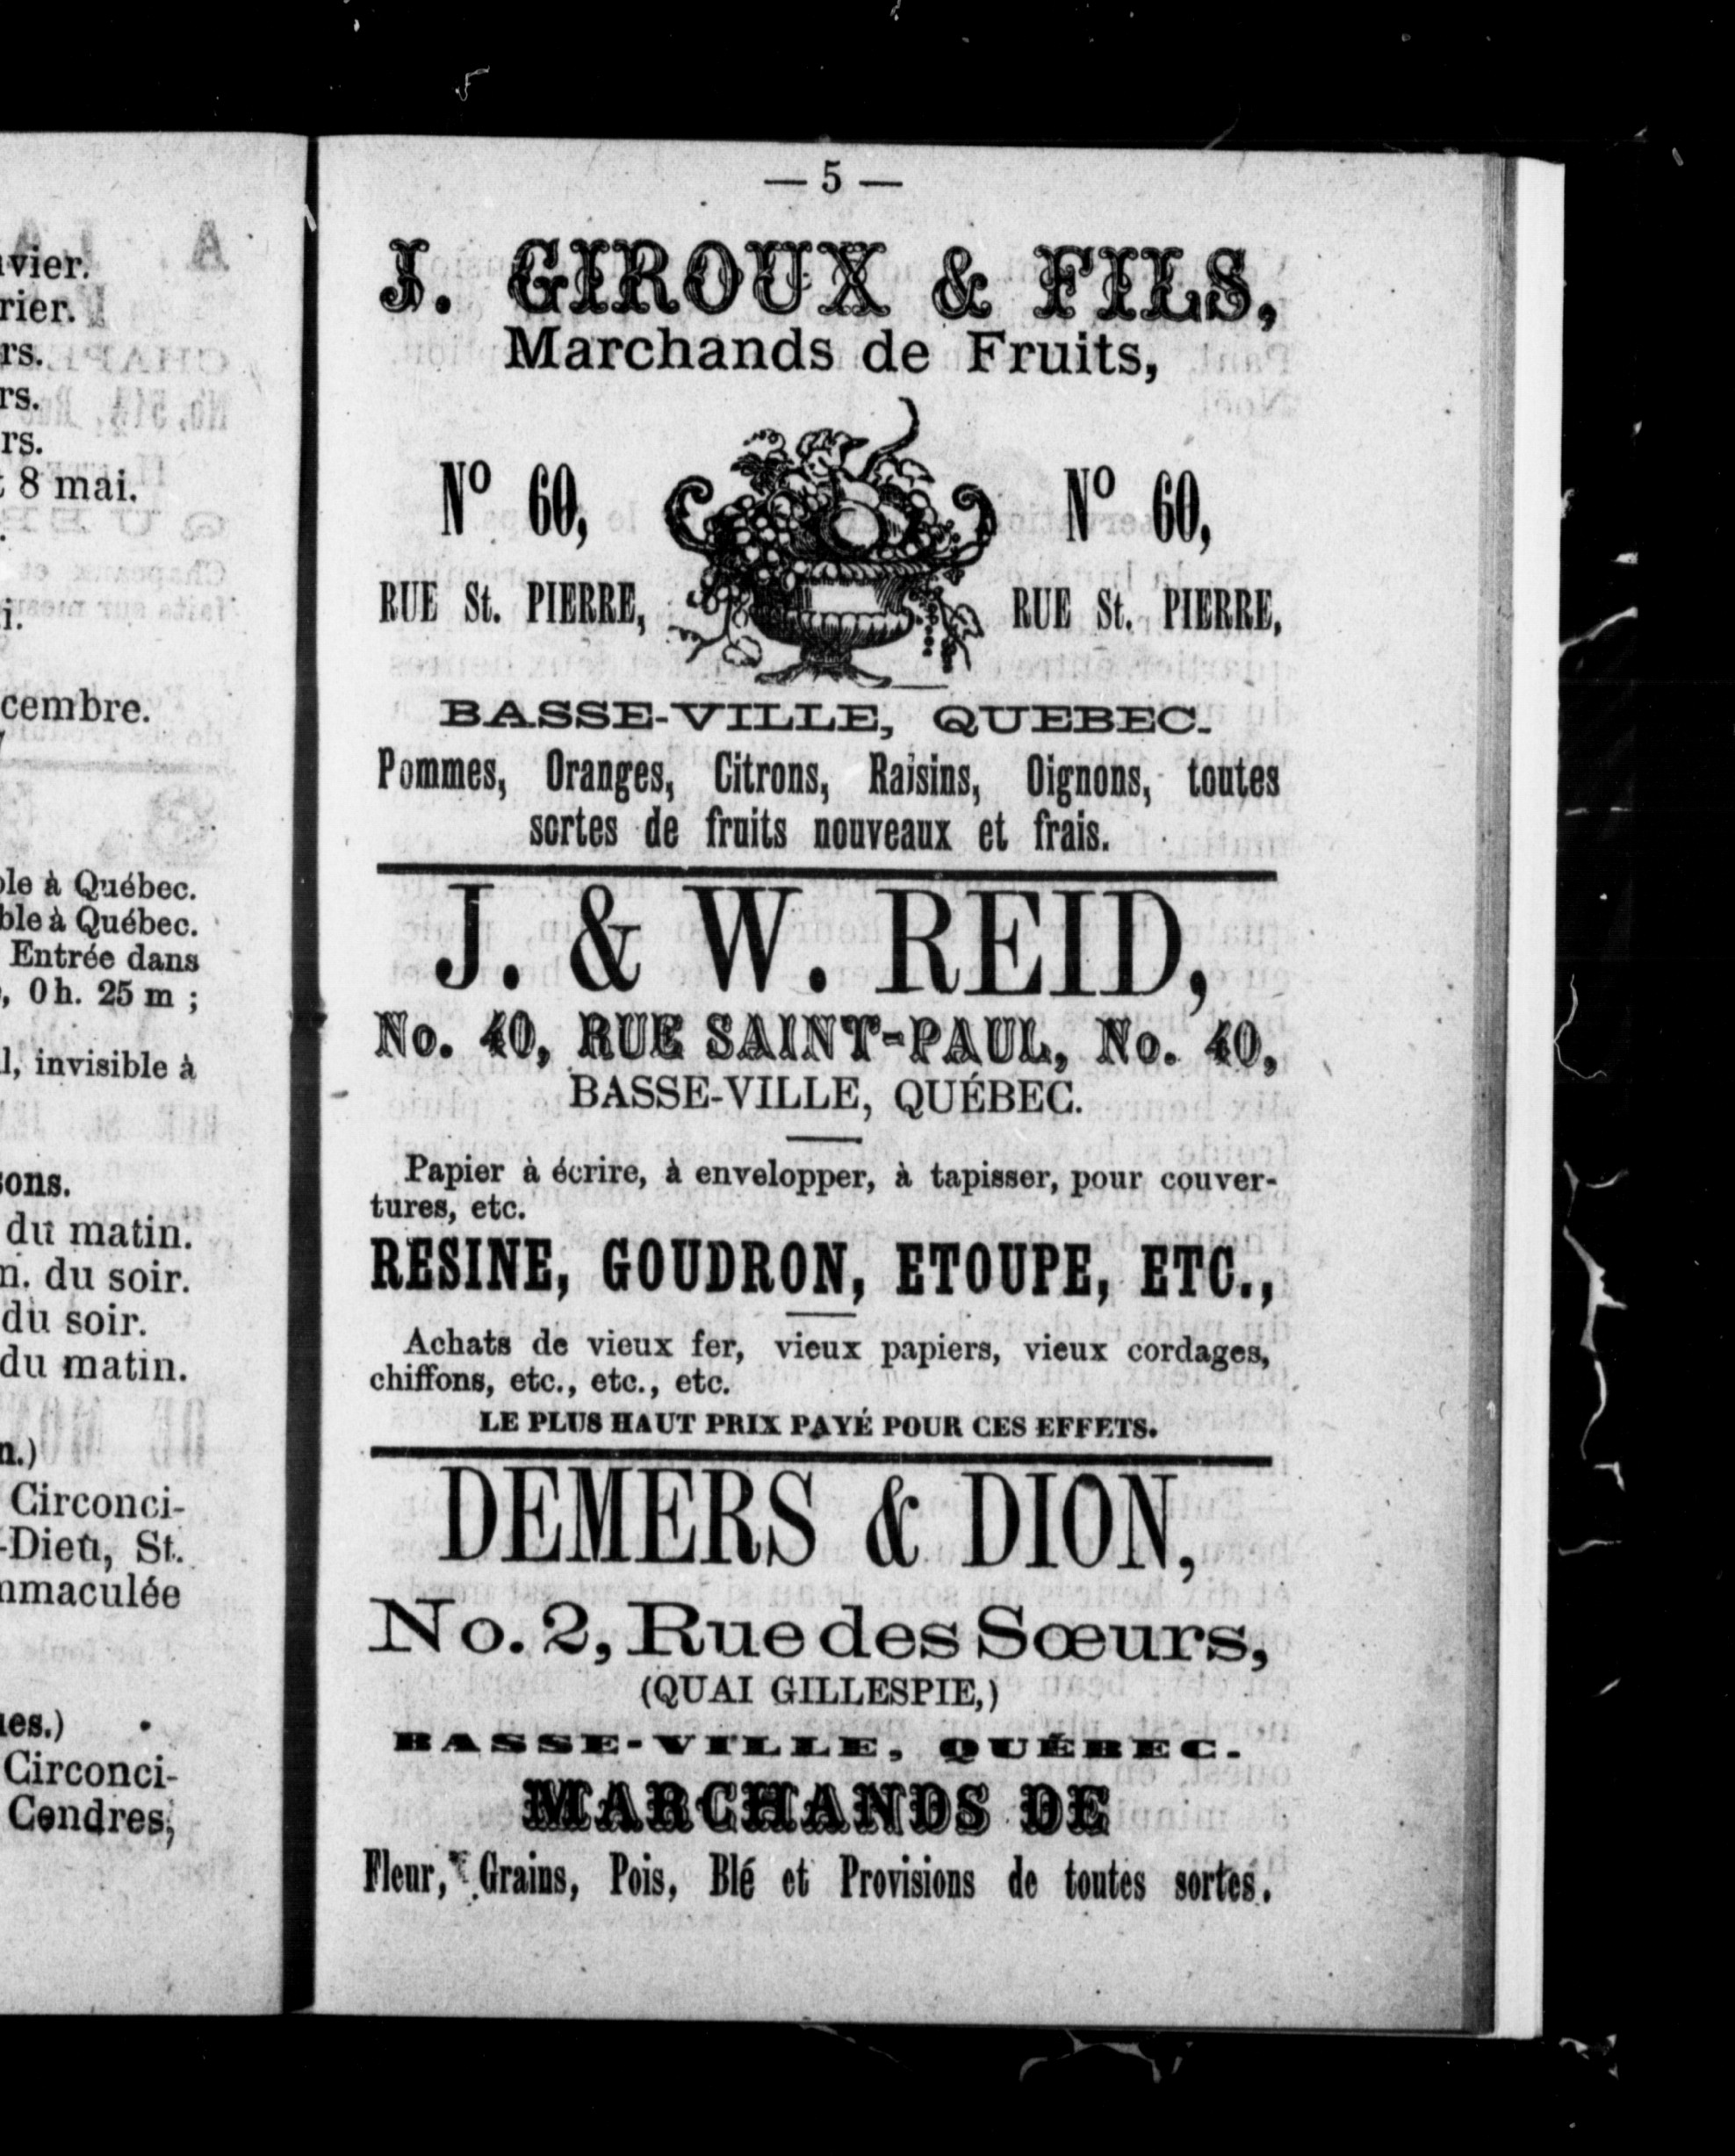 vier.
rier.
rs.
rs.
rs.
8 mai.
i.
cembre.
à Québec.
à Québec.
Entrée dans
, 0 h. 25 m ;
, invisible à
du matin.
du soir.
du soir.
du matin.
Circonci-
-Dieu, St.
Circonci-
Cendres,
— 5 —
J. GIROUX & FILS,
Marchands de Fruits,
No 60, No 60,
RUE St. PIERRE, RUE St. PIERRE,
BASSE-VILLE, QUEBEC.
Pommes, Oranges, Citrons, Raisins, Oignons, toutes
sortes de fruits nouveaux et frais.
J. & W. REID,
No. 40, RUE SAINT-PAUL, No. 40,
BASSE-VILLE, QUÉBEC.
Papier à écrire, à envelopper, à tapisser, pour couver-
tures, etc.
RESINE, GOUDRON, ETOUPE, ETC.,
Achats de vieux fer, vieux papiers, vieux cordages,
chiffons, etc., etc., etc.
LE PLUS HAUT PRIX PAYÉ POUR CES EFFETS.
DEMERS & DION,
No. 2, Rue des Sœurs,
(QUAI GILLESPIE,)
BASSE-VILLE, QUÉBEC.
MARCHANDS DE
Fleur, Grains, Pois, Blé et Provisions de toutes sortes.